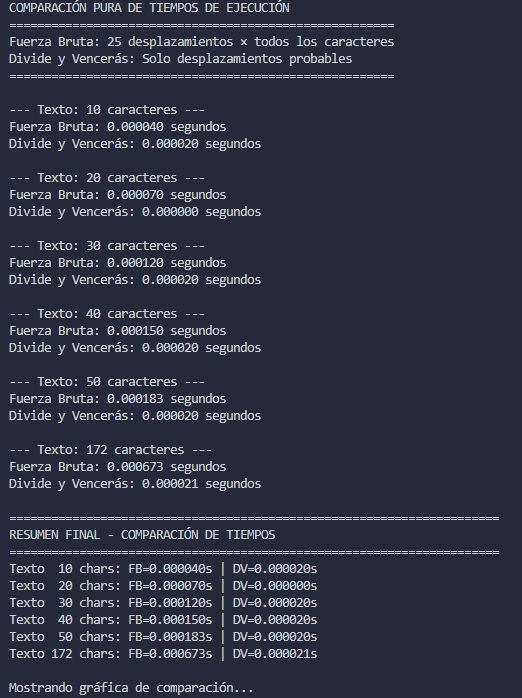 COMPARACIÓN PURA DE TIEMPOS DE EJECUCIÓN
=======================================================
Fuerza Bruta: 25 desplazamientos × todos los caracteres
Divide y Vencerás: Solo desplazamientos probables
=======================================================
--- Texto: 10 caracteres ---
Fuerza Bruta: 0.000040 segundos
Divide y Vencerás: 0.000020 segundos
--- Texto: 20 caracteres ---
Fuerza Bruta: 0.000070 segundos
Divide y Vencerás: 0.000000 segundos
--- Texto: 30 caracteres ---
Fuerza Bruta: 0.000120 segundos
Divide y Vencerás: 0.000020 segundos
--- Texto: 40 caracteres ---
Fuerza Bruta: 0.000150 segundos
Divide y Vencerás: 0.000020 segundos
--- Texto: 50 caracteres ---
Fuerza Bruta: 0.000183 segundos
Divide y Vencerás: 0.000020 segundos
--- Texto: 172 caracteres ---
Fuerza Bruta: 0.000673 segundos
Divide y Vencerás: 0.000021 segundos
======================================================================
RESUMEN FINAL - COMPARACIÓN DE TIEMPOS
======================================================================
Texto  10 chars: FB=0.000040s | DV=0.000020s
Texto  20 chars: FB=0.000070s | DV=0.000000s
Texto  30 chars: FB=0.000120s | DV=0.000020s
Texto  40 chars: FB=0.000150s | DV=0.000020s
Texto  50 chars: FB=0.000183s | DV=0.000020s
Texto 172 chars: FB=0.000673s | DV=0.000021s
Mostrando gráfica de comparación...